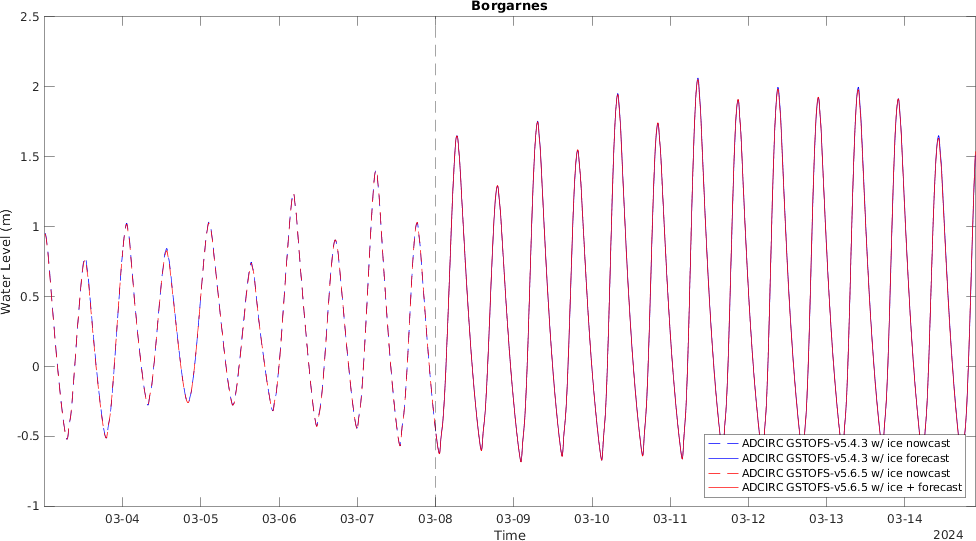 Borgarnes
2.5
2
1.5
1
0.5
0
-0.5
-1
Water Level (m)
ADCIRC GSTOFS-v5.4.3 w/ ice nowcast
ADCIRC GSTOFS-v5.4.3 w/ ice forecast
ADCIRC GSTOFS-v5.6.5 w/ ice nowcast
ADCIRC GSTOFS-v5.6.5 w/ ice + forecast
03-04 03-05 03-06 03-07 03-08 03-09 03-10 03-11 03-12 03-13 03-14
Time
2024